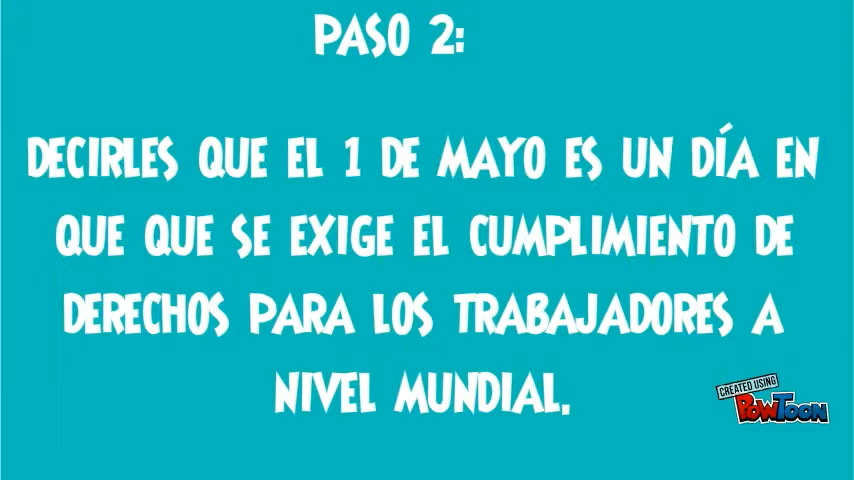 PASO 2:
DECIRLES QUE EL 1 DE MAYO ES UN DÍA EN
QUE QUE SE EXIGE EL CUMPLIMIENTO DE
DERECHOS PARA LOS TRABAJADORES A
NIVEL MUNDIAL.
CREATED USING
POWTOON